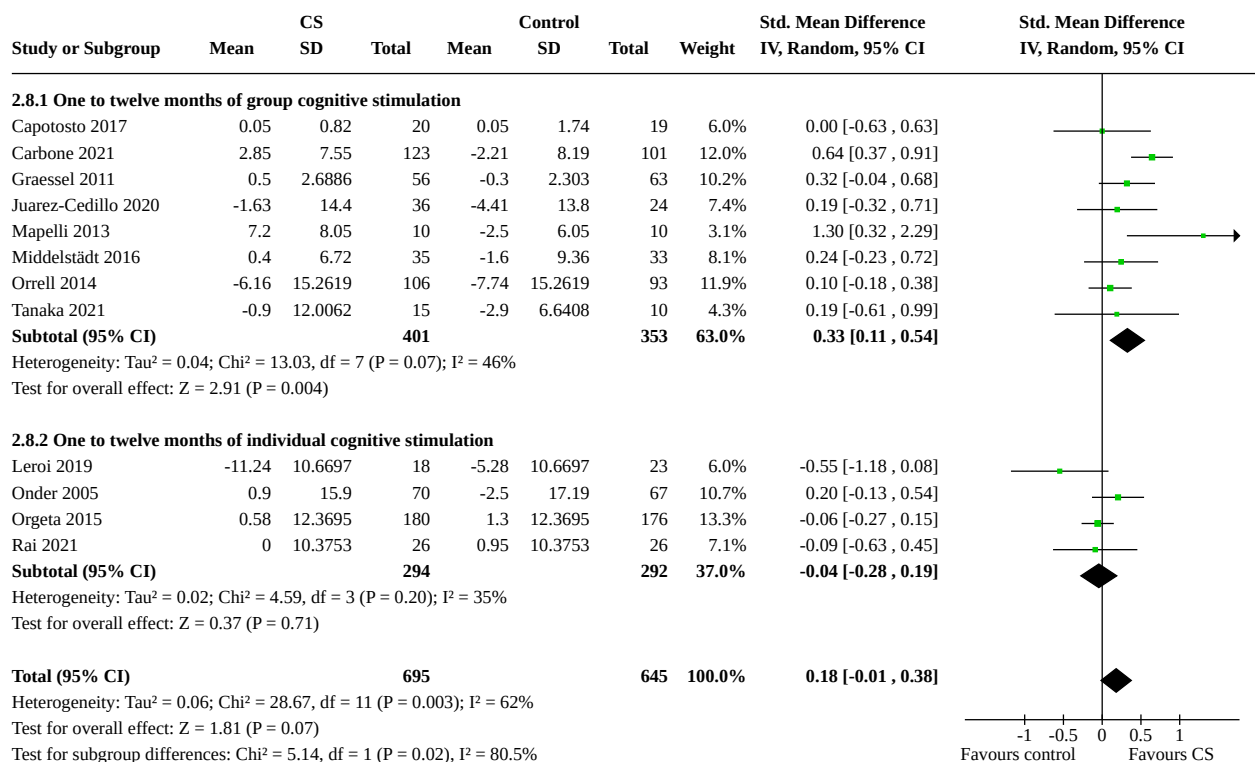 CS Control Std. Mean Difference Std. Mean Difference
Study or Subgroup Mean SD Total Mean SD Total Weight IV, Random, 95% CI IV, Random, 95% CI
2.8.1 One to twelve months of group cognitive stimulation
Capotosto 2017 0.05 0.82 20 0.05 1.74 19 6.0% 0.00 [-0.63 , 0.63]
Carbone 2021 2.85 7.55 123 -2.21 8.19 101 12.0% 0.64 [0.37 , 0.91]
Graessel 2011 0.5 2.6886 56 -0.3 2.303 63 10.2% 0.32 [-0.04 , 0.68]
Juarez-Cedillo 2020 -1.63 14.4 36 -4.41 13.8 24 7.4% 0.19 [-0.32 , 0.71]
Mapelli 2013 7.2 8.05 10 -2.5 6.05 10 3.1% 1.30 [0.32 , 2.29]
Middelstädt 2016 0.4 6.72 35 -1.6 9.36 33 8.1% 0.24 [-0.23 , 0.72]
Orrell 2014 -6.16 15.2619 106 -7.74 15.2619 93 11.9% 0.10 [-0.18 , 0.38]
Tanaka 2021 -0.9 12.0062 15 -2.9 6.6408 10 4.3% 0.19 [-0.61 , 0.99]
Subtotal (95% CI) 401 353 63.0% 0.33 [0.11 , 0.54]
Heterogeneity: Tau² = 0.04; Chi² = 13.03, df = 7 (P = 0.07); I² = 46%
Test for overall effect: Z = 2.91 (P = 0.004)
2.8.2 One to twelve months of individual cognitive stimulation
Leroi 2019 -11.24 10.6697 18 -5.28 10.6697 23 6.0% -0.55 [-1.18 , 0.08]
Onder 2005 0.9 15.9 70 -2.5 17.19 67 10.7% 0.20 [-0.13 , 0.54]
Orgeta 2015 0.58 12.3695 180 1.3 12.3695 176 13.3% -0.06 [-0.27 , 0.15]
Rai 2021 0 10.3753 26 0.95 10.3753 26 7.1% -0.09 [-0.63 , 0.45]
Subtotal (95% CI) 294 292 37.0% -0.04 [-0.28 , 0.19]
Heterogeneity: Tau² = 0.02; Chi² = 4.59, df = 3 (P = 0.20); I² = 35%
Test for overall effect: Z = 0.37 (P = 0.71)
Total (95% CI) 695 645 100.0% 0.18 [-0.01 , 0.38]
Heterogeneity: Tau² = 0.06; Chi² = 28.67, df = 11 (P = 0.003); I² = 62%
Test for overall effect: Z = 1.81 (P = 0.07)
Test for subgroup differences: Chi² = 5.14, df = 1 (P = 0.02), I² = 80.5%
-1 -0.5 0 0.5 1
Favours control Favours CS